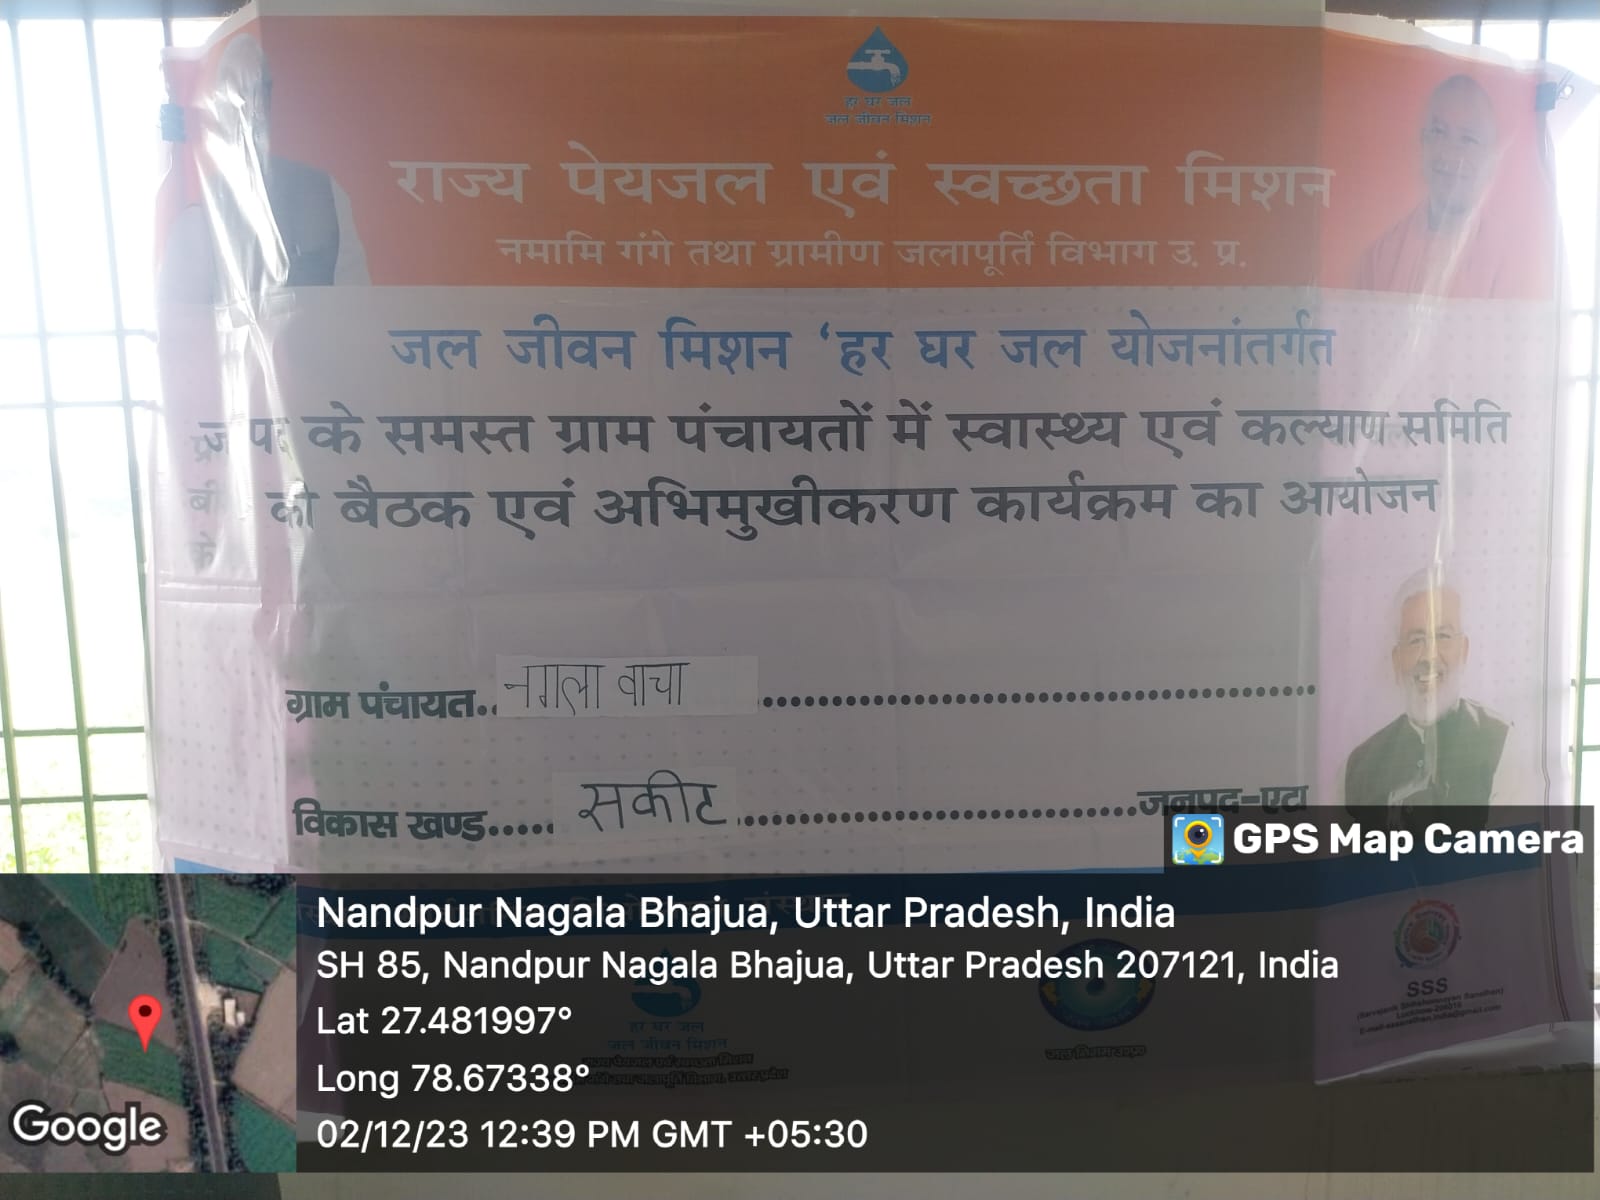 हर घर जल
जल जीवन मिशन
राज्य पेयजल एवं स्वच्छता मिशन
नमामि गंगे तथा ग्रामीण जलापूर्ति विभाग उ. प्र.
जल जीवन मिशन ‘हर घर जल योजनांतर्गत
के समस्त ग्राम पंचायतों में स्वास्थ्य एवं कल्याण समिति
की बैठक एवं अभिमुखीकरण कार्यक्रम का आयोजन
ग्राम पंचायत.. नगला वाचा
विकास खण्ड..... सकीट ..... जनपद-एटा
GPS Map Camera
Nandpur Nagala Bhajua, Uttar Pradesh, India
SH 85, Nandpur Nagala Bhajua, Uttar Pradesh 207121, India
Lat 27.481997°
Long 78.67338°
02/12/23 12:39 PM GMT +05:30
Google
हर घर जल
जल जीवन मिशन
SSS